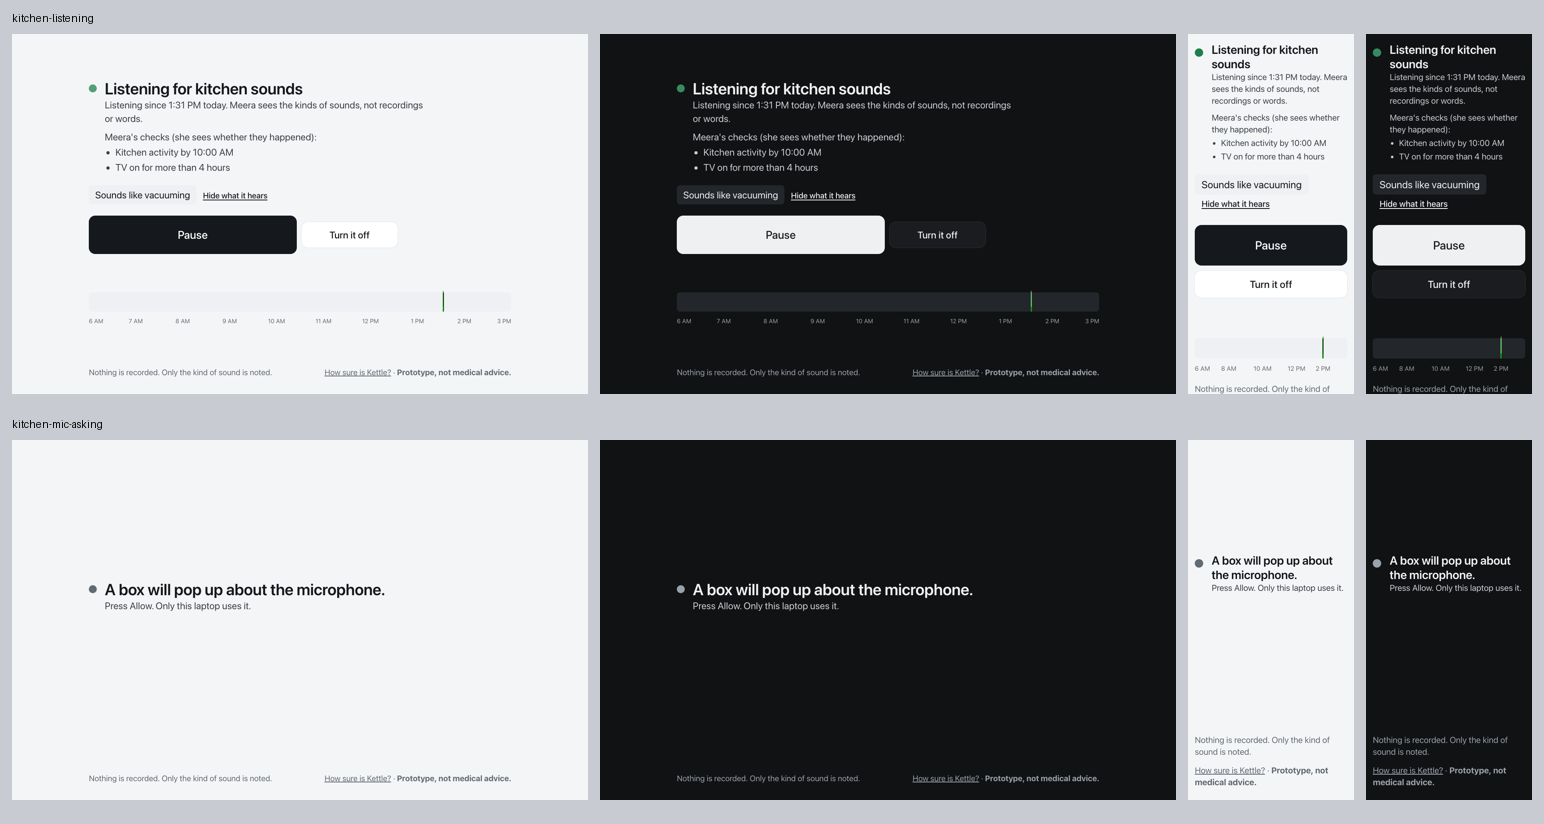 kitchen-listening
Listening for kitchen sounds
Listening since 1:31 PM today. Meera sees the kinds of sounds, not recordings
or words.
Meera's checks (she sees whether they happened):
• Kitchen activity by 10:00 AM
• TV on for more than 4 hours
Sounds like vacuuming Hide what it hears
Pause Turn it off
6 AM 7 AM 8 AM 9 AM 10 AM 11 AM 12 PM 1 PM 2 PM 3 PM
Nothing is recorded. Only the kind of sound is noted. How sure is Kettle? · Prototype, not medical advice.
Listening for kitchen sounds
Listening since 1:31 PM today. Meera sees the kinds of sounds, not recordings
or words.
Meera's checks (she sees whether they happened):
• Kitchen activity by 10:00 AM
• TV on for more than 4 hours
Sounds like vacuuming Hide what it hears
Pause Turn it off
6 AM 7 AM 8 AM 9 AM 10 AM 11 AM 12 PM 1 PM 2 PM 3 PM
Nothing is recorded. Only the kind of sound is noted. How sure is Kettle? · Prototype, not medical advice.
Listening for kitchen
sounds
Listening since 1:31 PM today. Meera
sees the kinds of sounds, not
recordings or words.
Meera's checks (she sees whether
they happened):
• Kitchen activity by 10:00 AM
• TV on for more than 4 hours
Sounds like vacuuming
Hide what it hears
Pause
Turn it off
6 AM 8 AM 10 AM 12 PM 2 PM
Nothing is recorded. Only the kind of
Listening for kitchen
sounds
Listening since 1:31 PM today. Meera
sees the kinds of sounds, not
recordings or words.
Meera's checks (she sees whether
they happened):
• Kitchen activity by 10:00 AM
• TV on for more than 4 hours
Sounds like vacuuming
Hide what it hears
Pause
Turn it off
6 AM 8 AM 10 AM 12 PM 2 PM
Nothing is recorded. Only the kind of
kitchen-mic-asking
A box will pop up about the microphone.
Press Allow. Only this laptop uses it.
Nothing is recorded. Only the kind of sound is noted. How sure is Kettle? · Prototype, not medical advice.
A box will pop up about the microphone.
Press Allow. Only this laptop uses it.
Nothing is recorded. Only the kind of sound is noted. How sure is Kettle? · Prototype, not medical advice.
A box will pop up about
the microphone.
Press Allow. Only this laptop uses it.
Nothing is recorded. Only the kind of
sound is noted.
How sure is Kettle? · Prototype, not
medical advice.
A box will pop up about
the microphone.
Press Allow. Only this laptop uses it.
Nothing is recorded. Only the kind of
sound is noted.
How sure is Kettle? · Prototype, not
medical advice.